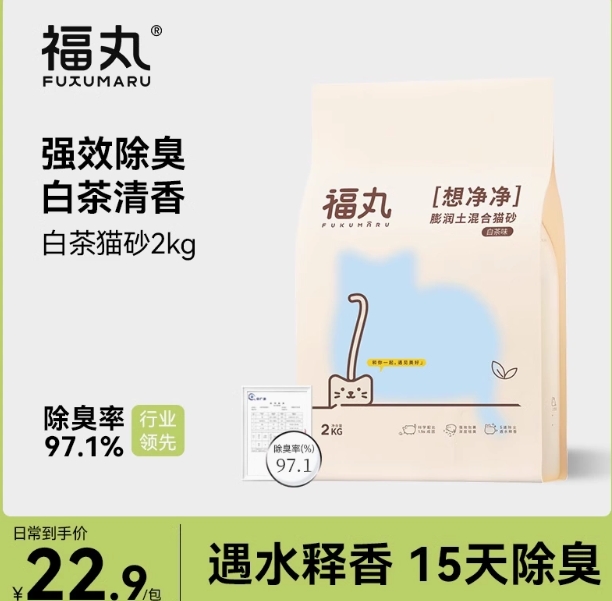 福丸®
FUKUMARU
强效除臭
白茶清香
白茶猫砂2kg
除臭率
97.1%
行业
领先
福丸
FUKUMARU
[想净净]
膨润土混合猫砂
白茶味
2KG
除臭率(%)
97.1
日常到手价
¥22.9/包
遇水释香 15天除臭